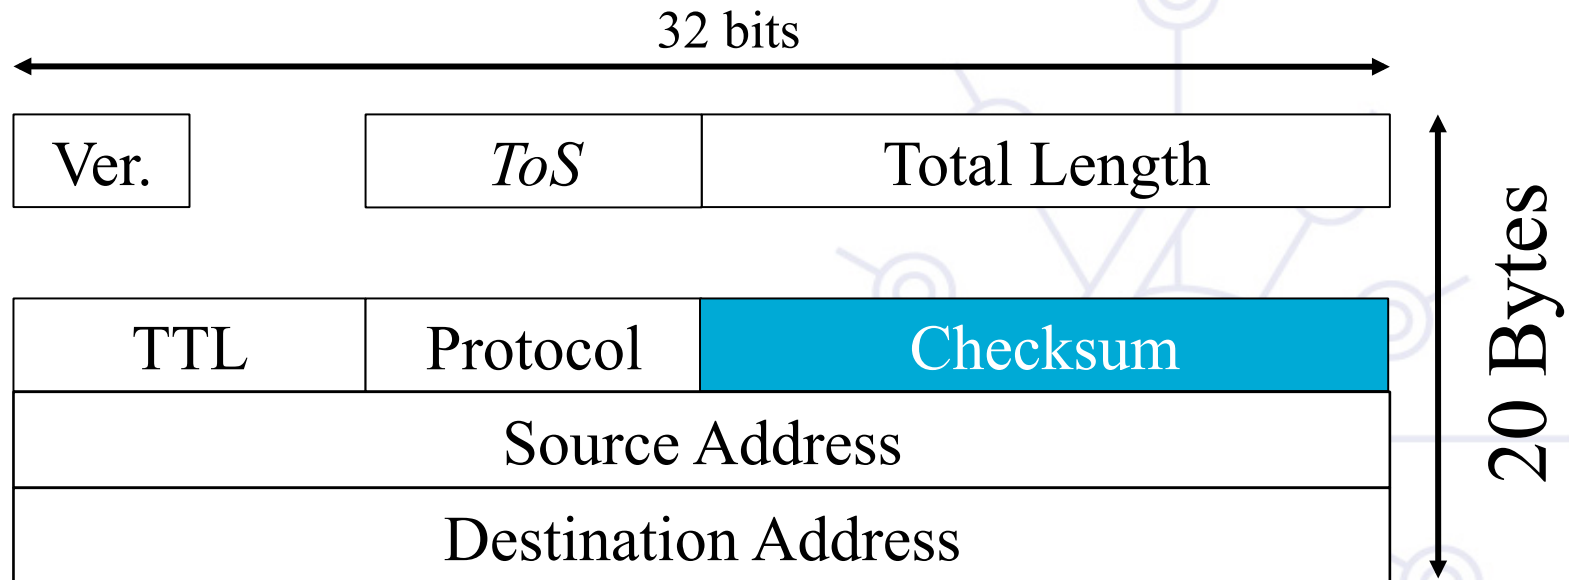 32 bits
Ver. ToS Total Length
TTL Protocol Checksum
Source Address
Destination Address
20 Bytes